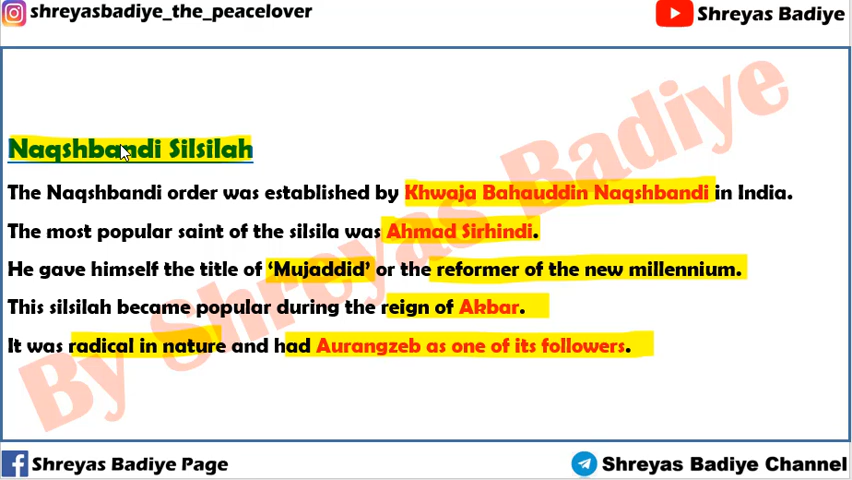 shreyasbadiye_the_peacelover
Shreyas Badiye
Naqshbandi Silsilah
The Naqshbandi order was established by Khwaja Bahauddin Naqshbandi in India.
The most popular saint of the silsila was Ahmad Sirhindi.
He gave himself the title of ‘Mujaddid’ or the reformer of the new millennium.
This silsilah became popular during the reign of Akbar.
It was radical in nature and had Aurangzeb as one of its followers.
By Shreyas Badiye
Shreyas Badiye Page
Shreyas Badiye Channel